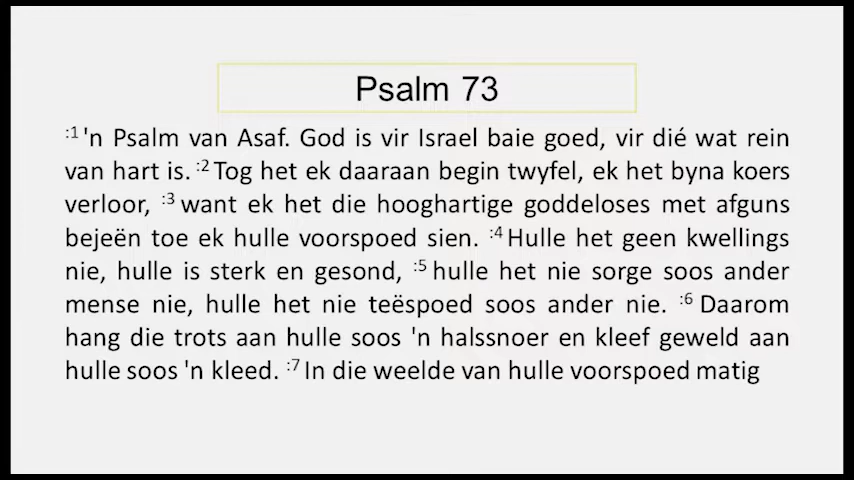 Psalm 73
:1 'n Psalm van Asaf. God is vir Israel baie goed, vir dié wat rein
van hart is. :2 Tog het ek daaraan begin twyfel, ek het byna koers
verloor, :3 want ek het die hooghartige goddeloses met afguns
bejeën toe ek hulle voorspoed sien. :4 Hulle het geen kwellings
nie, hulle is sterk en gesond, :5 hulle het nie sorge soos ander
mense nie, hulle het nie teëspoed soos ander nie. :6 Daarom
hang die trots aan hulle soos 'n halssnoer en kleef geweld aan
hulle soos 'n kleed. :7 In die weelde van hulle voorspoed matig